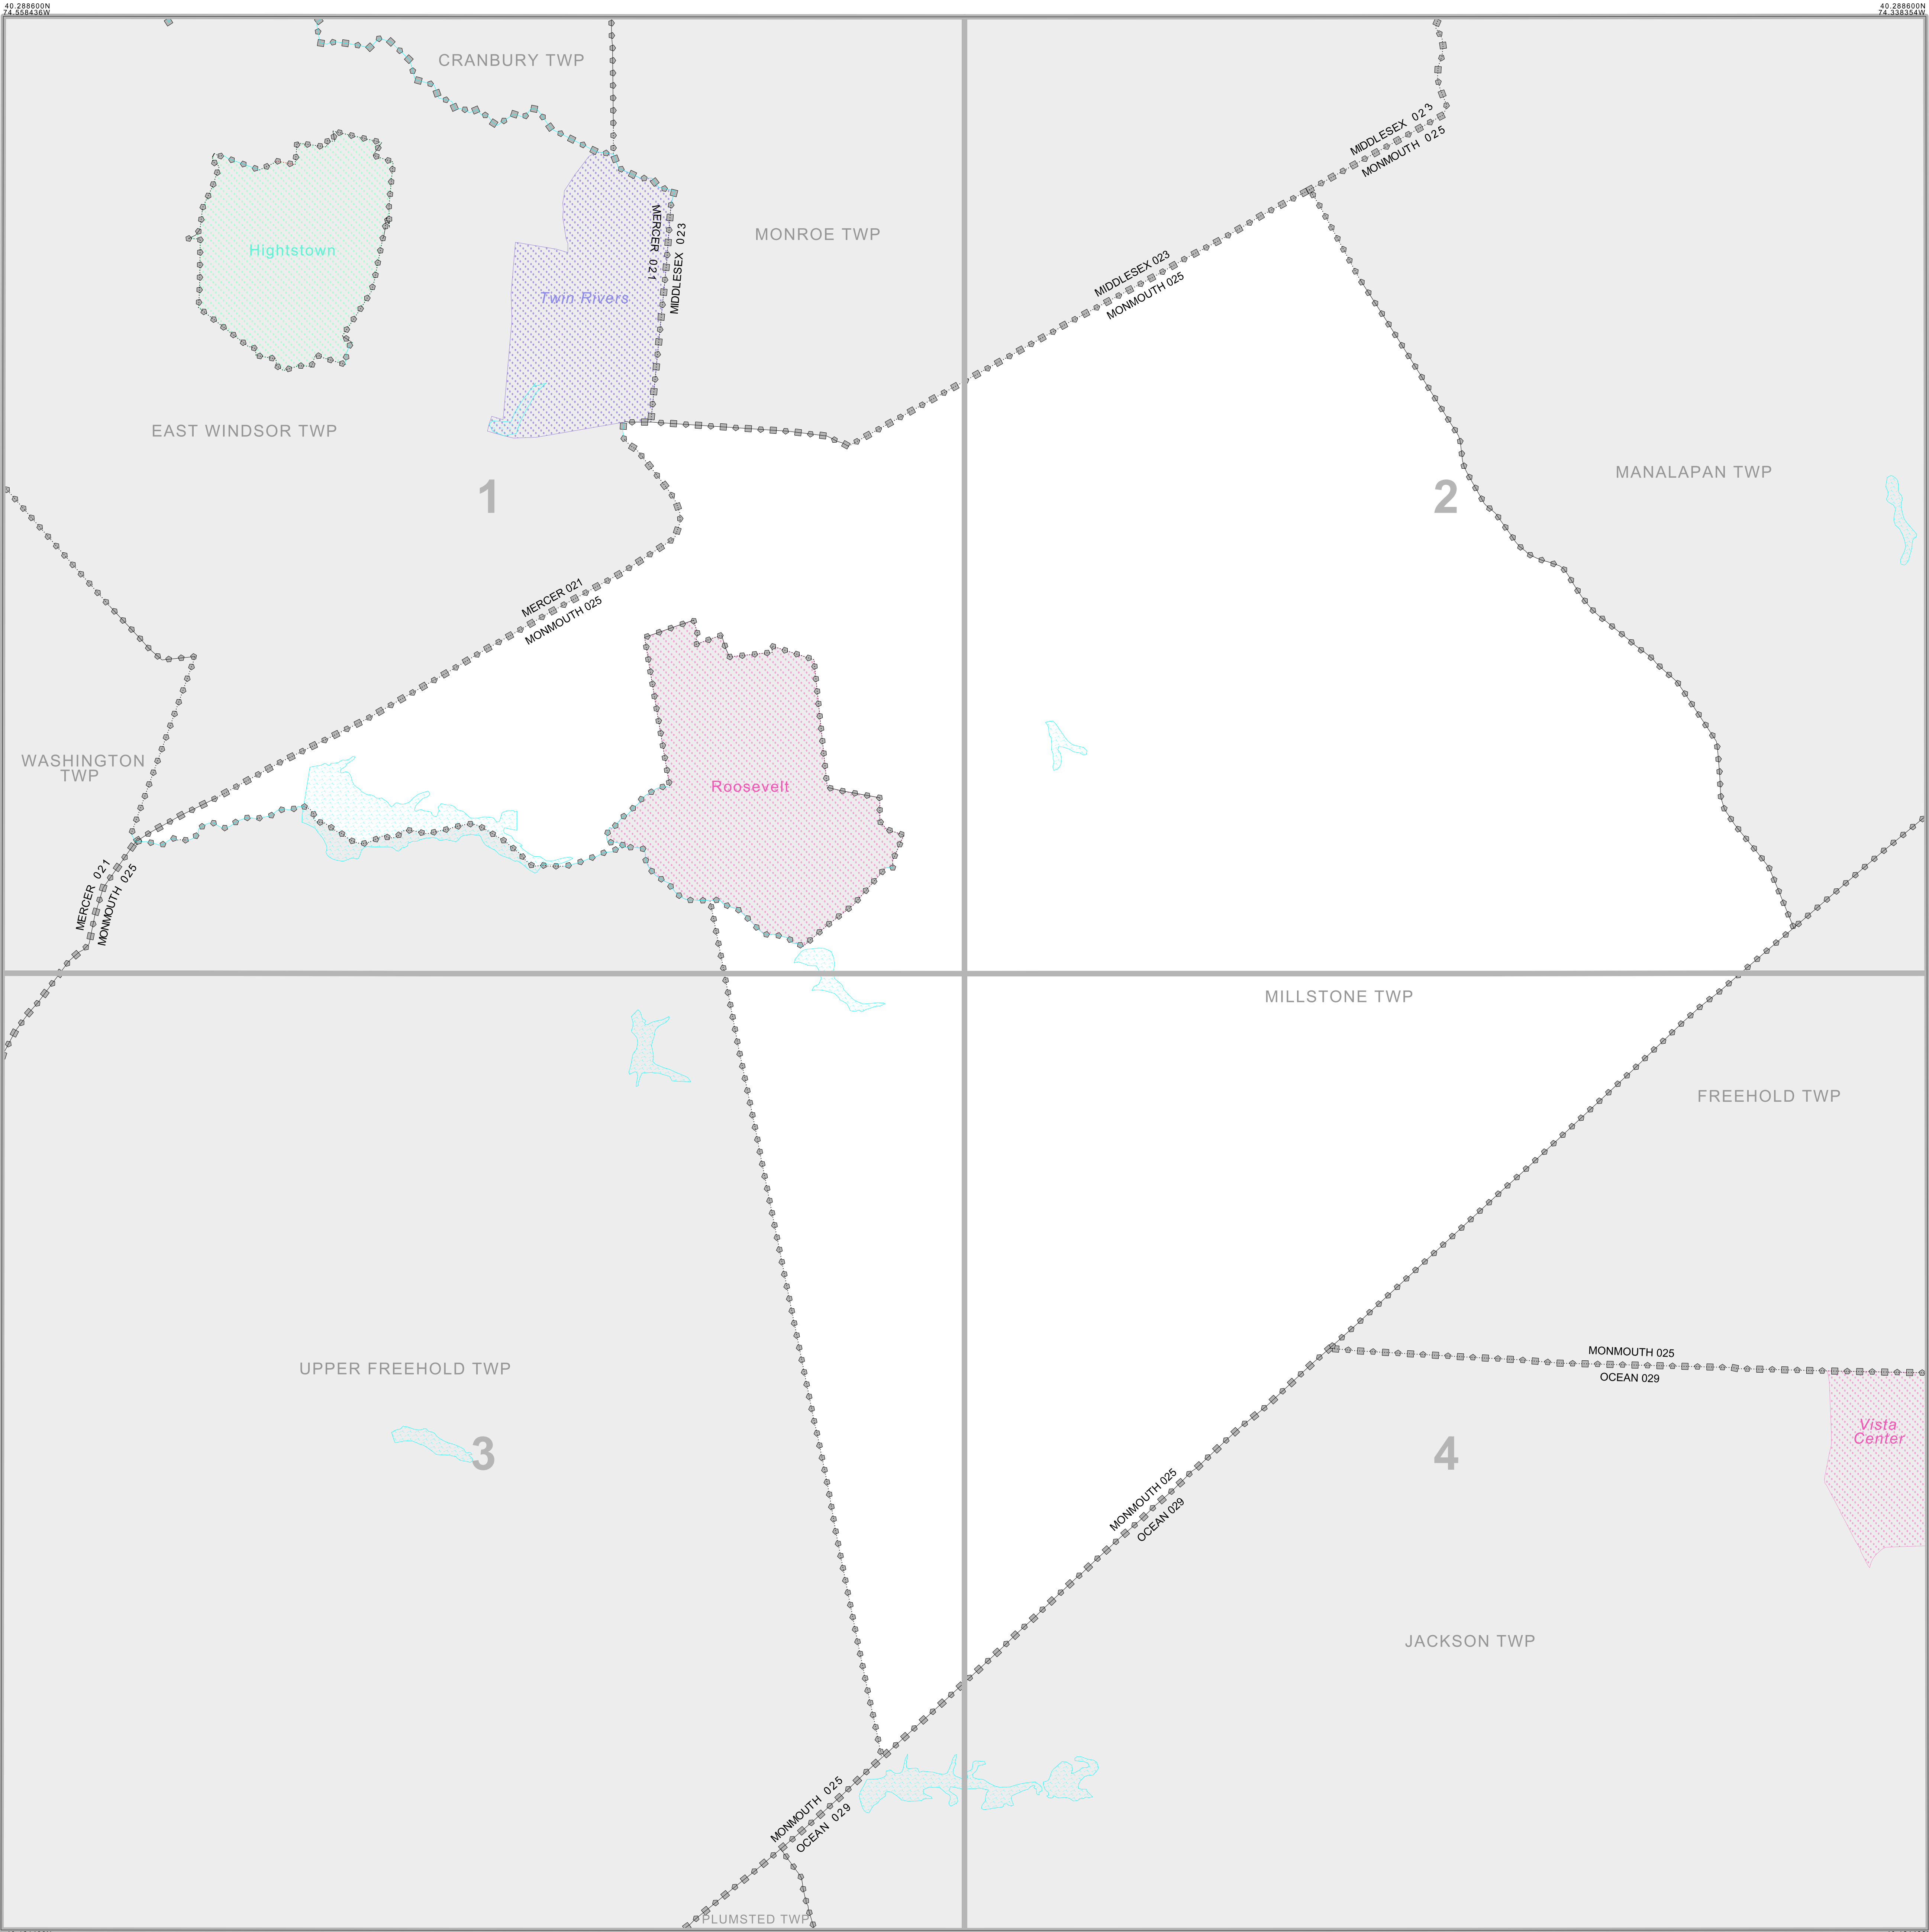 40.288600N
74.558436W
40.288600N
74.338354W
CRANBURY TWP
MIDDLESEX 023
MONMOUTH 025
Hightstown
MERCER 021
MIDDLESEX 023
MONROE TWP
Twin Rivers
MIDDLESEX 023
MONMOUTH 025
EAST WINDSOR TWP
MANALAPAN TWP
1
2
MERCER 021
MONMOUTH 025
WASHINGTON
TWP
Roosevelt
MERCER 021
MONMOUTH 025
MILLSTONE TWP
FREEHOLD TWP
UPPER FREEHOLD TWP
MONMOUTH 025
OCEAN 029
Vista
Center
3
4
MONMOUTH 025
OCEAN 029
JACKSON TWP
MONMOUTH 025
OCEAN 029
PLUMSTED TWP